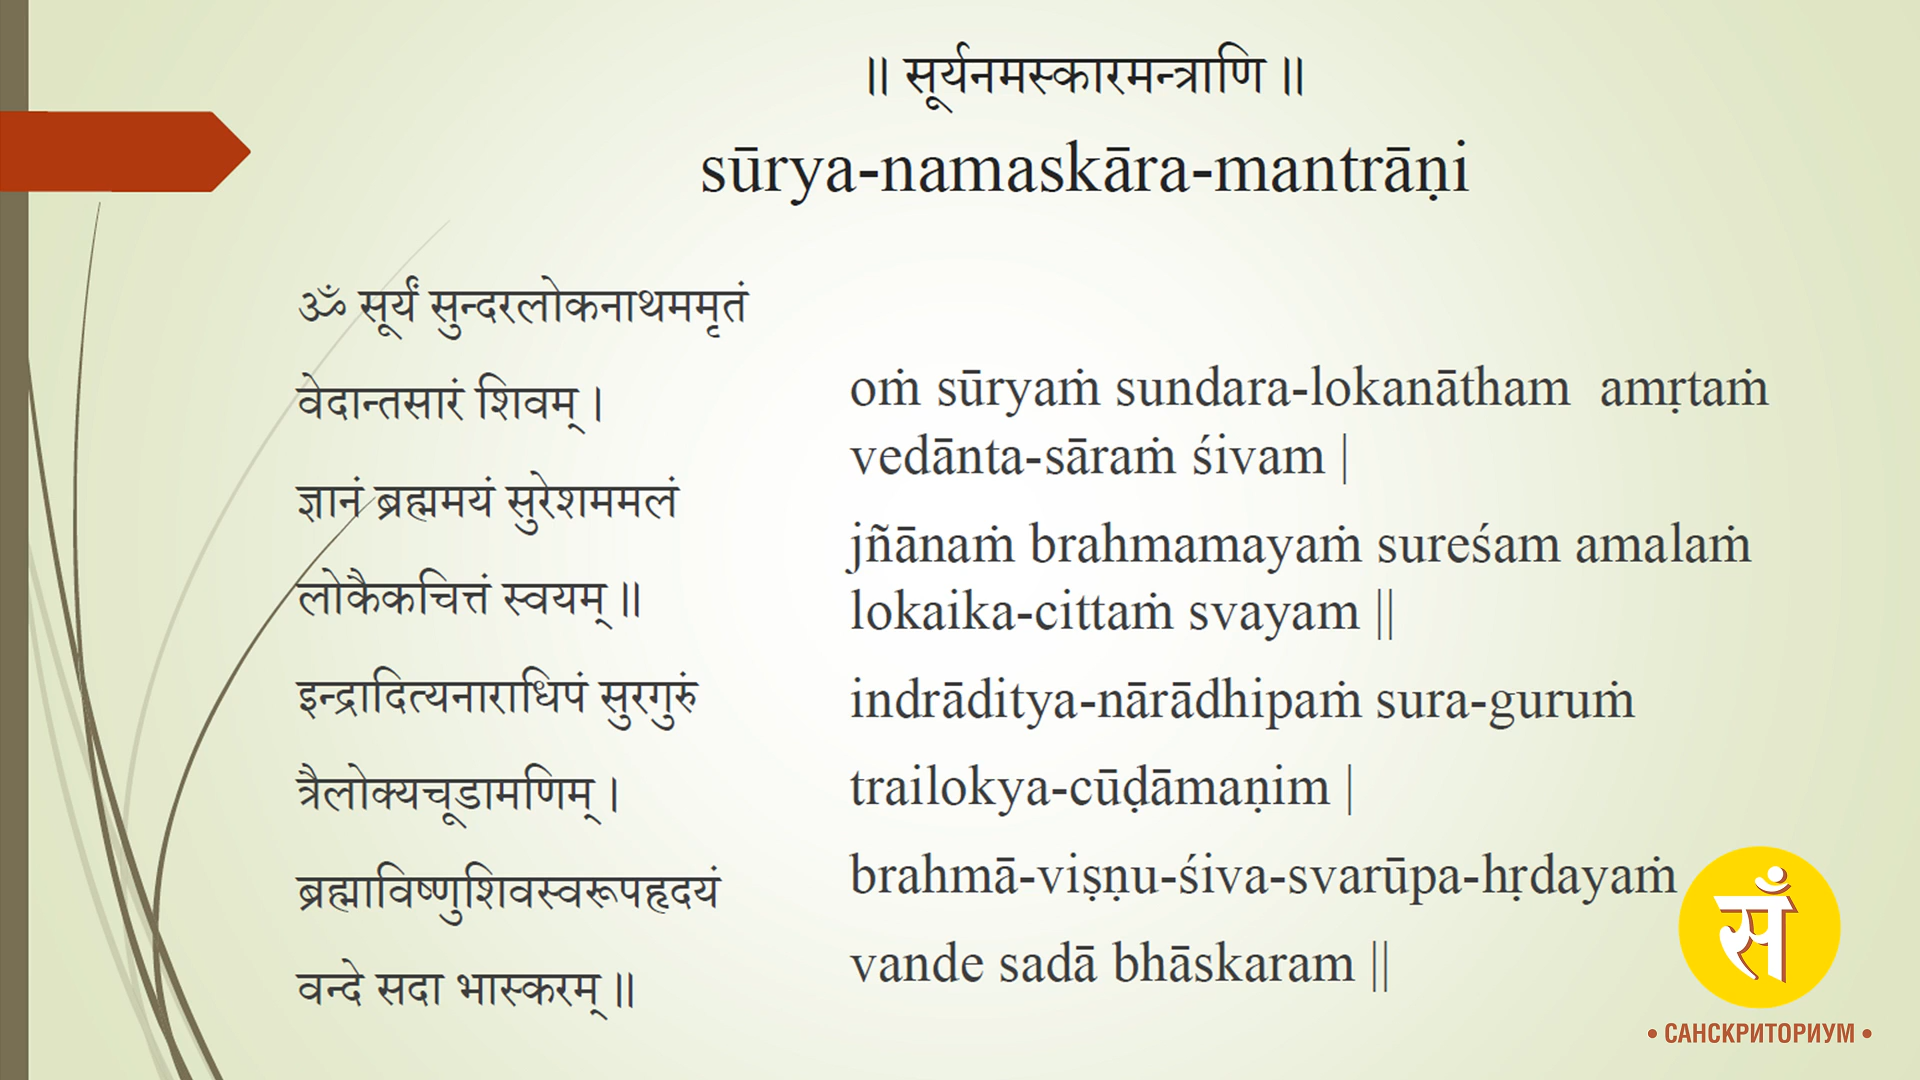 ॥ सूर्यनमस्कारमन्त्राणि ॥
sūrya-namaskāra-mantrāṇi
ॐ सूर्यं सुन्दरलोकनाथममृतं
वेदान्तसारं शिवम् ।
ज्ञानं ब्रह्ममयं सुरेशममलं
लोकैकचित्तं स्वयम् ॥
इन्द्रादित्यनाराधिपं सुरगुरुं
त्रैलोक्यचूडामणिम् ।
ब्रह्माविष्णुशिवस्वरूपहृदयं
वन्दे सदा भास्करम् ॥
oṁ sūryaṁ sundara-lokanātham amṛtaṁ
vedānta-sāraṁ śivam |
jñānaṁ brahmamayaṁ sureśam amalaṁ
lokaika-cittaṁ svayam ||
indrāditya-nārādhipaṁ sura-guruṁ
trailokya-cūḍāmaṇim |
brahmā-viṣṇu-śiva-svarūpa-hṛdayaṁ
vande sadā bhāskaram ||
सँ
• САНСКРИТОРИУМ •